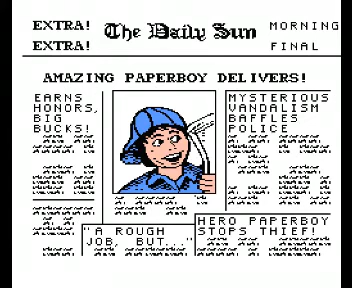 EXTRA!
EXTRA!
The Daily Sun
MORNING
FINAL
AMAZING PAPERBOY DELIVERS!
EARNS
HONORS,
BIG
BUCKS!
MYSTERIOUS
VANDALISM
BAFFLES
POLICE
"A ROUGH
JOB, BUT..."
HERO PAPERBOY
STOPS THIEF!